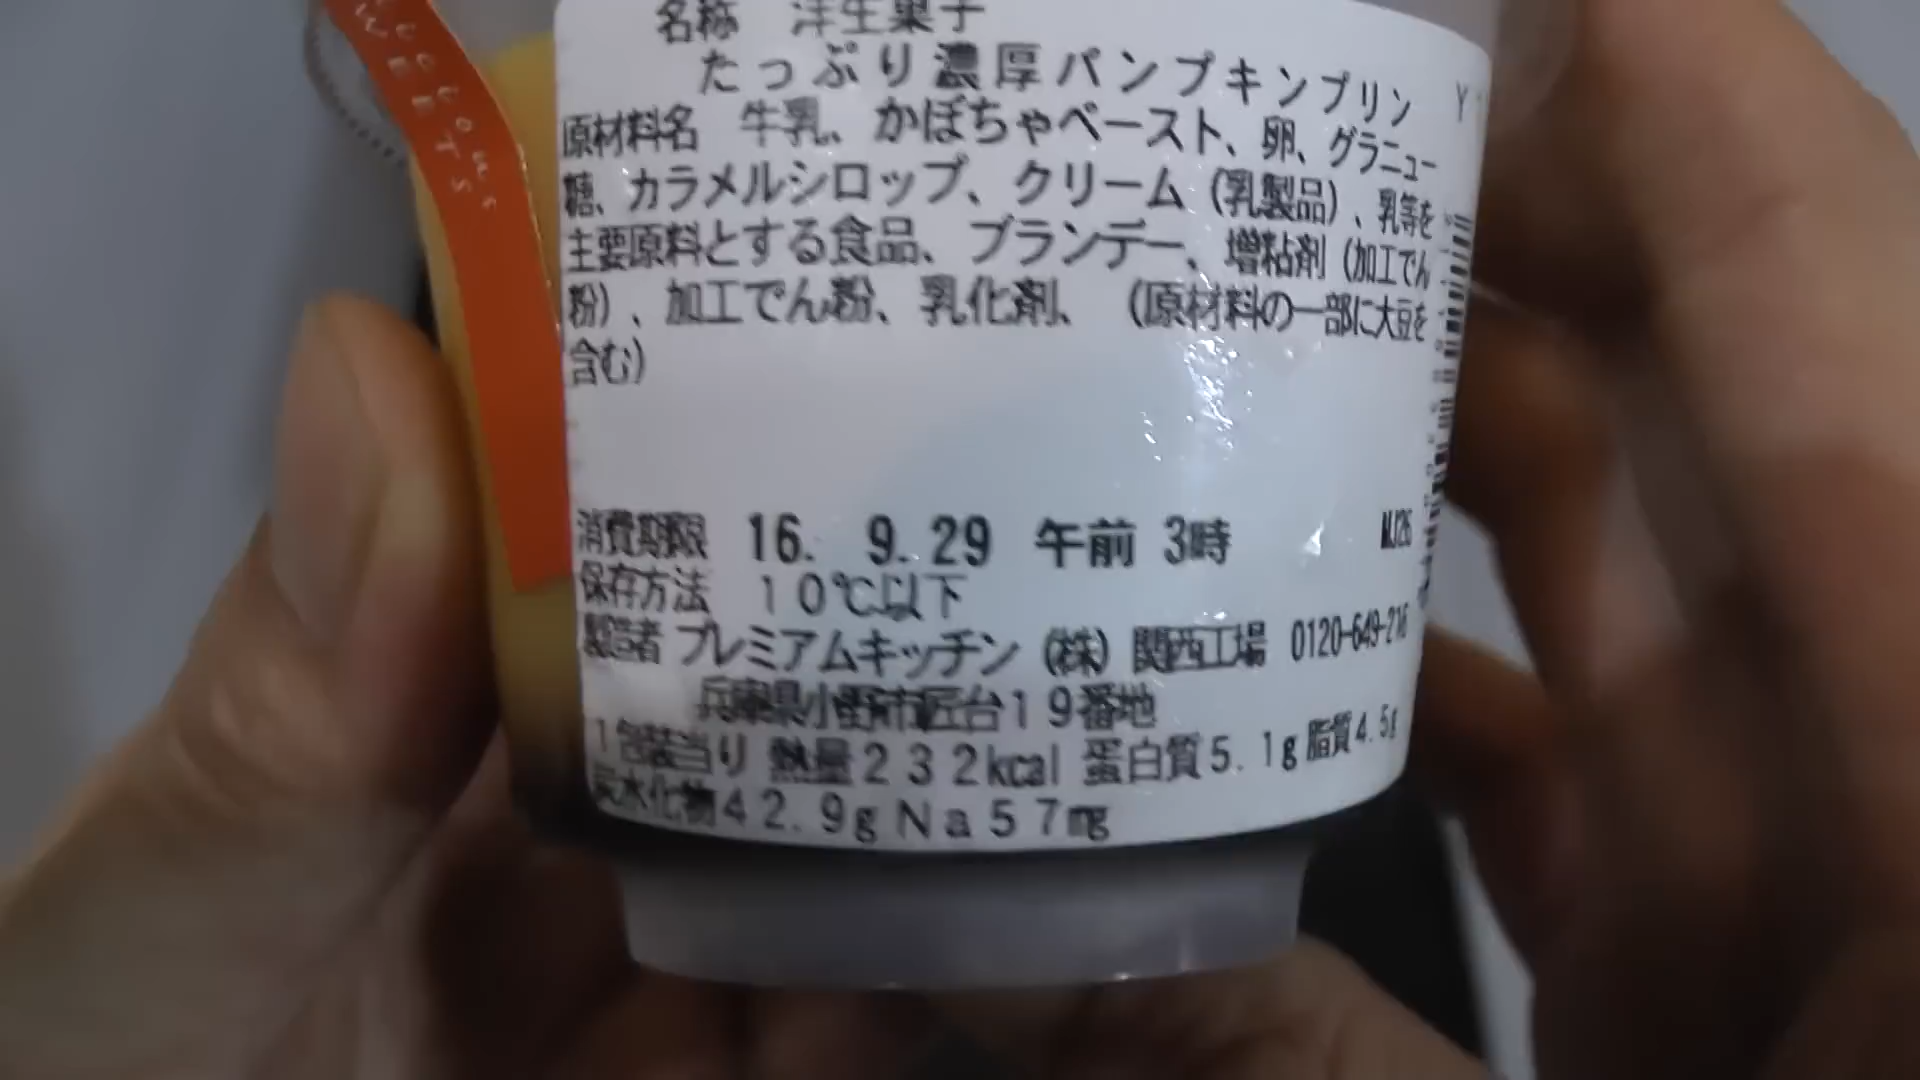 名称 洋生菓子
たっぷり濃厚パンプキンプリン
原材料名 牛乳、かぼちゃペースト、卵、グラニュー
糖、カラメルシロップ、クリーム（乳製品）、乳等を
主要原料とする食品、ブランデー、増粘剤（加工でん
粉）、加工でん粉、乳化剤、（原材料の一部に大豆を
含む）
消費期限 16. 9. 29 午前 3時 MJ26
保存方法 10℃以下
製造者 プレミアムキッチン（株）関西工場 0120-649-216
兵庫県小野市匠台19番地
1包装当り 熱量232kcal 蛋白質5.1g 脂質4.5g
炭水化物42.9g Na57mg